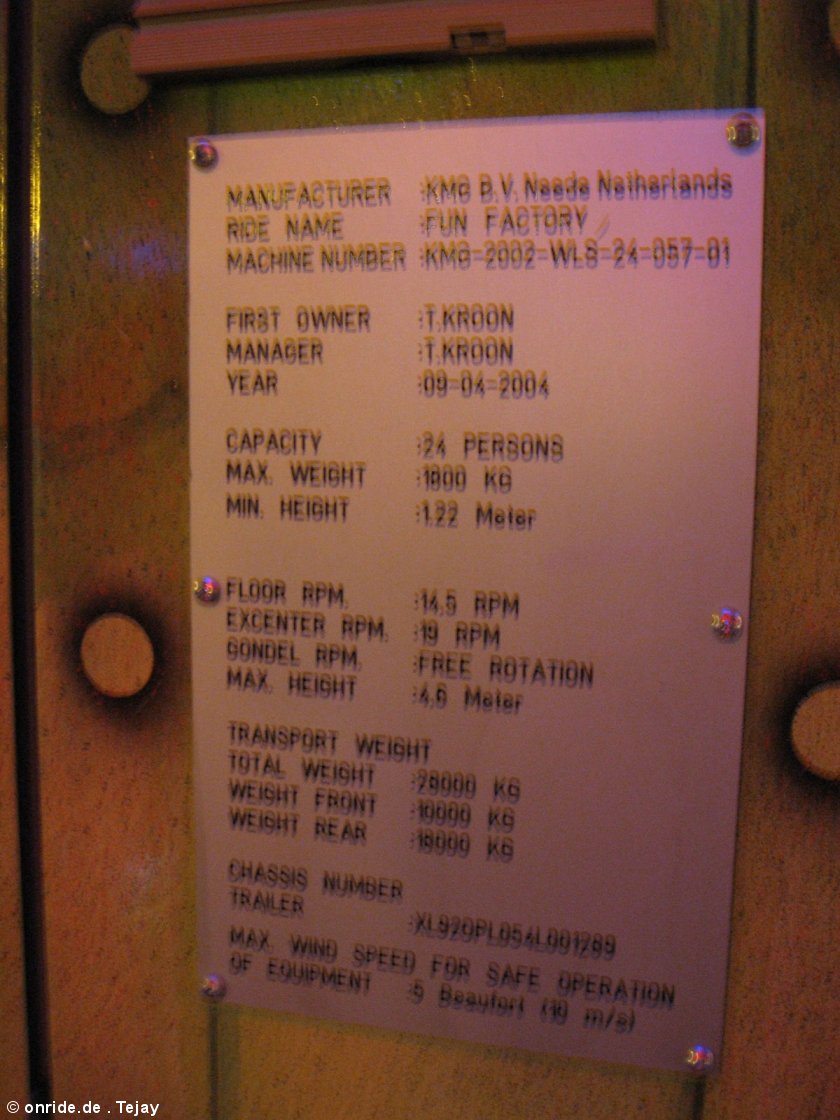 MANUFACTURER :KMG B.V. Neede Netherlands
RIDE NAME :FUN FACTORY
MACHINE NUMBER :KMG-2002-WLS-24-057-01
FIRST OWNER :T.KROON
MANAGER :T.KROON
YEAR :09-04-2004
CAPACITY :24 PERSONS
MAX. WEIGHT :1800 KG
MIN. HEIGHT :1.22 Meter
FLOOR RPM. :14,5 RPM
EXCENTER RPM. :19 RPM
GONDEL RPM. :FREE ROTATION
MAX. HEIGHT :4,6 Meter
TRANSPORT WEIGHT
TOTAL WEIGHT :28000 KG
WEIGHT FRONT :10000 KG
WEIGHT REAR :18000 KG
CHASSIS NUMBER
TRAILER
MAX. WIND SPEED FOR SAFE OPERATION
OF EQUIPMENT :5 Beaufort (10 m/s)
© onride.de . Tejay